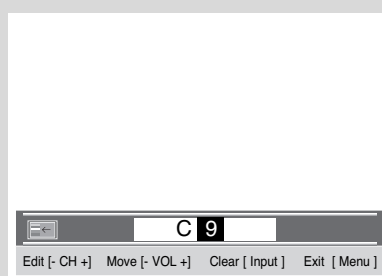 C 9
Edit [- CH +] Move [- VOL +] Clear [ Input ] Exit [ Menu ]